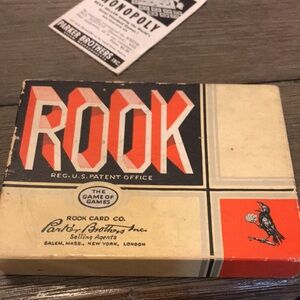 MONOPOLY
PARKER BROTHERS INC
ROOK
REG. U.S. PATENT OFFICE
THE
GAME OF
GAMES
ROOK CARD CO.
Parker Brothers Inc.
Selling Agents
SALEM, MASS., NEW YORK, LONDON